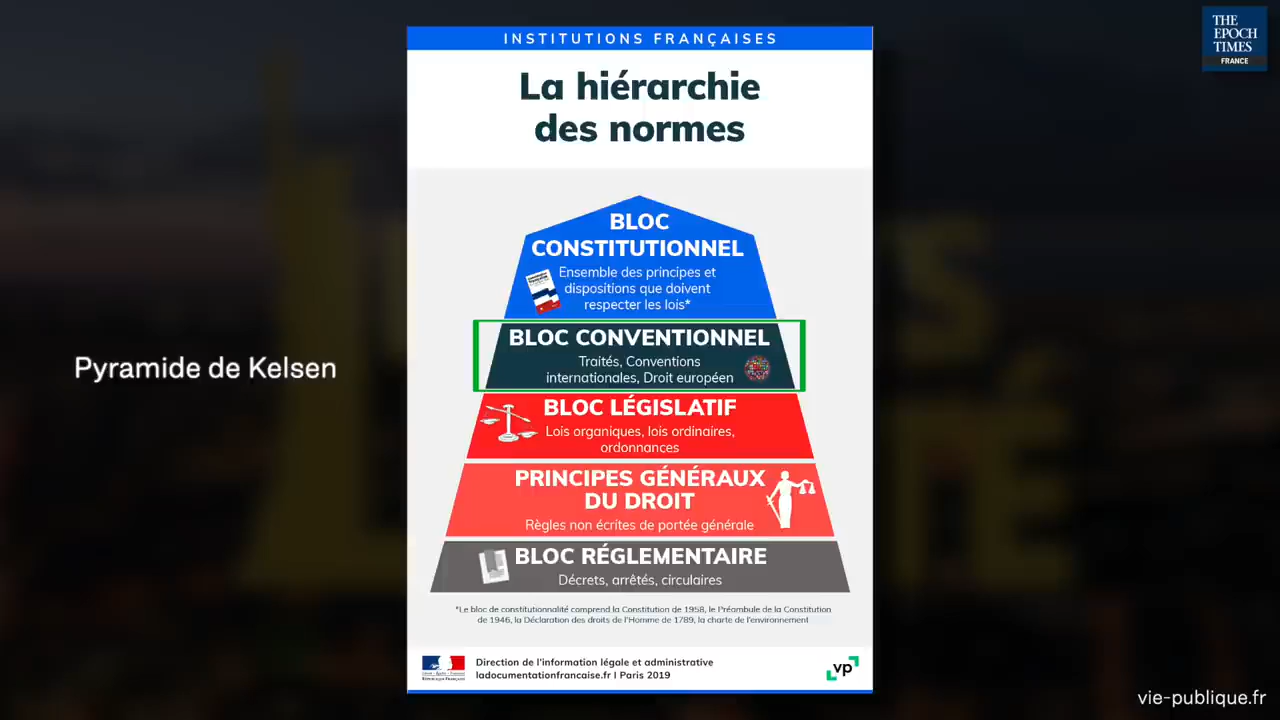 INSTITUTIONS FRANÇAISES
THE
EPOCH
TIMES
FRANCE
La hiérarchie
des normes
BLOC
CONSTITUTIONNEL
Ensemble des principes et
dispositions que doivent
respecter les lois*
BLOC CONVENTIONNEL
Traités, Conventions
internationales, Droit européen
Pyramide de Kelsen
BLOC LÉGISLATIF
Lois organiques, lois ordinaires,
ordonnances
PRINCIPES GÉNÉRAUX
DU DROIT
Règles non écrites de portée générale
BLOC RÉGLEMENTAIRE
Décrets, arrêtés, circulaires
*Le bloc de constitutionnalité comprend la Constitution de 1958, le Préambule de la Constitution
de 1946, la Déclaration des droits de l'Homme de 1789, la charte de l'environnement
Direction de l'information légale et administrative
ladocumentationfrancaise.fr I Paris 2019
vp
vie-publique.fr